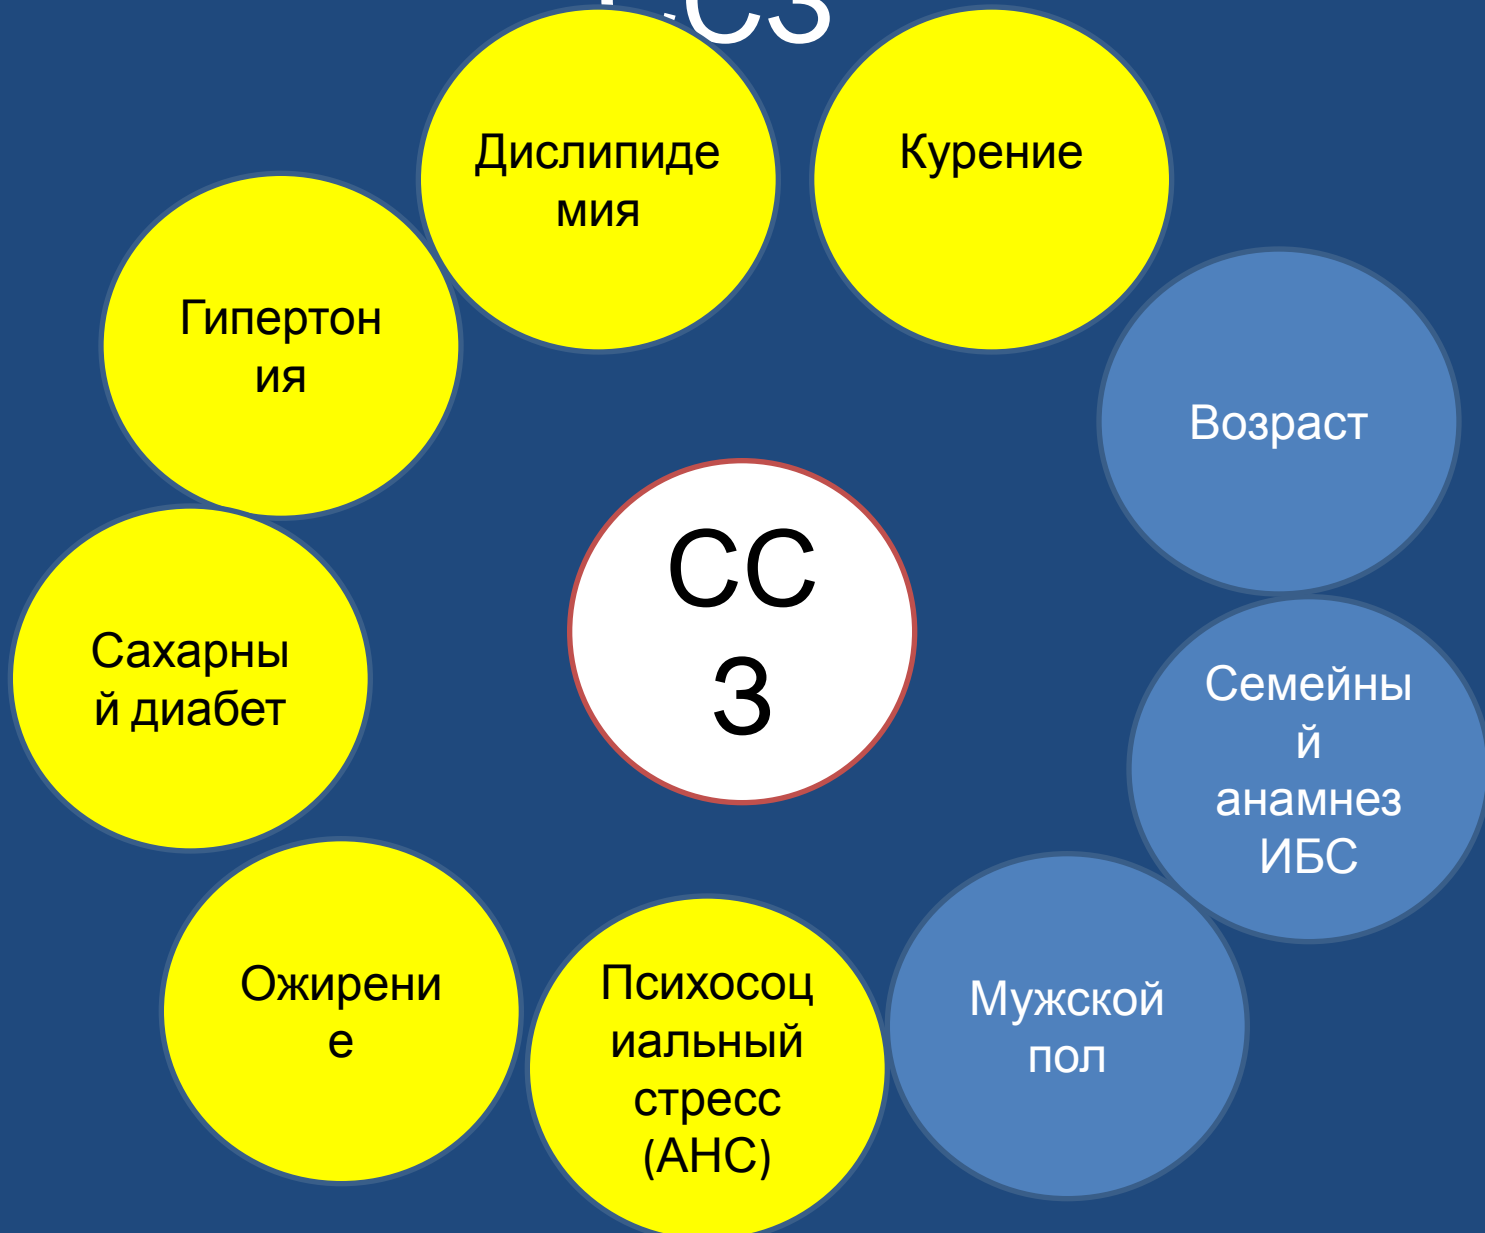 ССЗ
Дислипиде
мия
Курение
Гипертон
ия
Возраст
СС
З
Сахарны
й диабет
Семейны
й
анамнез
ИБС
Ожирени
е
Психосоц
иальный
стресс
(АНС)
Мужской
пол